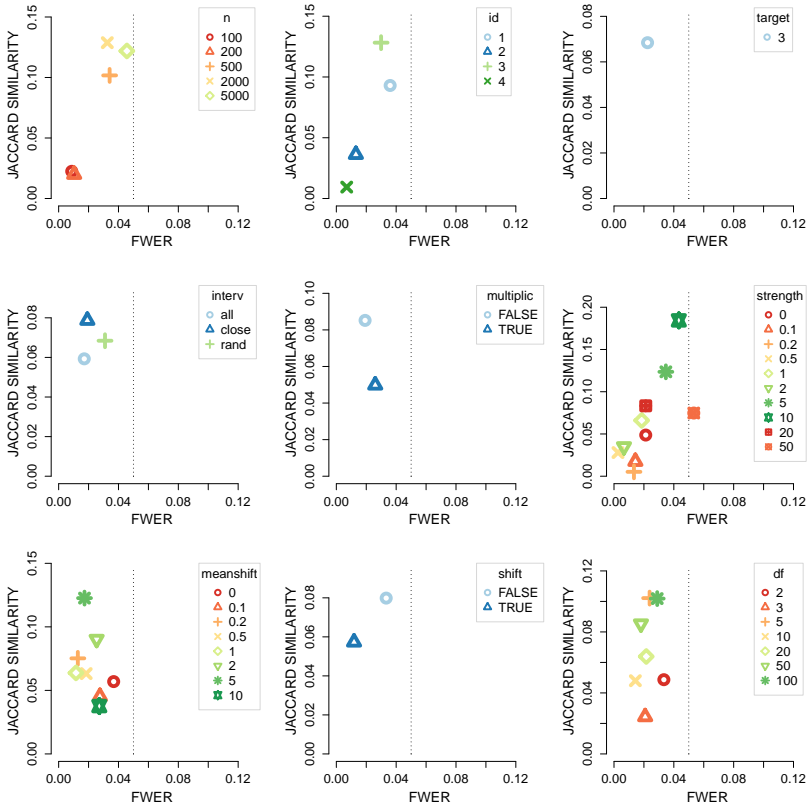 JACCARD SIMILARITY
0.00 0.05 0.10 0.15
0.00 0.04 0.08 0.12
FWER
n
100
200
500
2000
5000
JACCARD SIMILARITY
0.00 0.05 0.10 0.15
0.00 0.04 0.08 0.12
FWER
id
1
2
3
4
JACCARD SIMILARITY
0.00 0.02 0.04 0.06 0.08
0.00 0.04 0.08 0.12
FWER
target
3
JACCARD SIMILARITY
0.00 0.02 0.04 0.06 0.08
0.00 0.04 0.08 0.12
FWER
interv
all
close
rand
JACCARD SIMILARITY
0.00 0.02 0.04 0.06 0.08 0.10
0.00 0.04 0.08 0.12
FWER
multiplic
FALSE
TRUE
JACCARD SIMILARITY
0.00 0.05 0.10 0.15 0.20
0.00 0.04 0.08 0.12
FWER
strength
0
0.1
0.2
0.5
1
2
5
10
20
50
JACCARD SIMILARITY
0.00 0.05 0.10 0.15
0.00 0.04 0.08 0.12
FWER
meanshift
0
0.1
0.2
0.5
1
2
5
10
JACCARD SIMILARITY
0.00 0.02 0.04 0.06 0.08
0.00 0.04 0.08 0.12
FWER
shift
FALSE
TRUE
JACCARD SIMILARITY
0.00 0.04 0.08 0.12
0.00 0.04 0.08 0.12
FWER
df
2
3
5
10
20
50
100